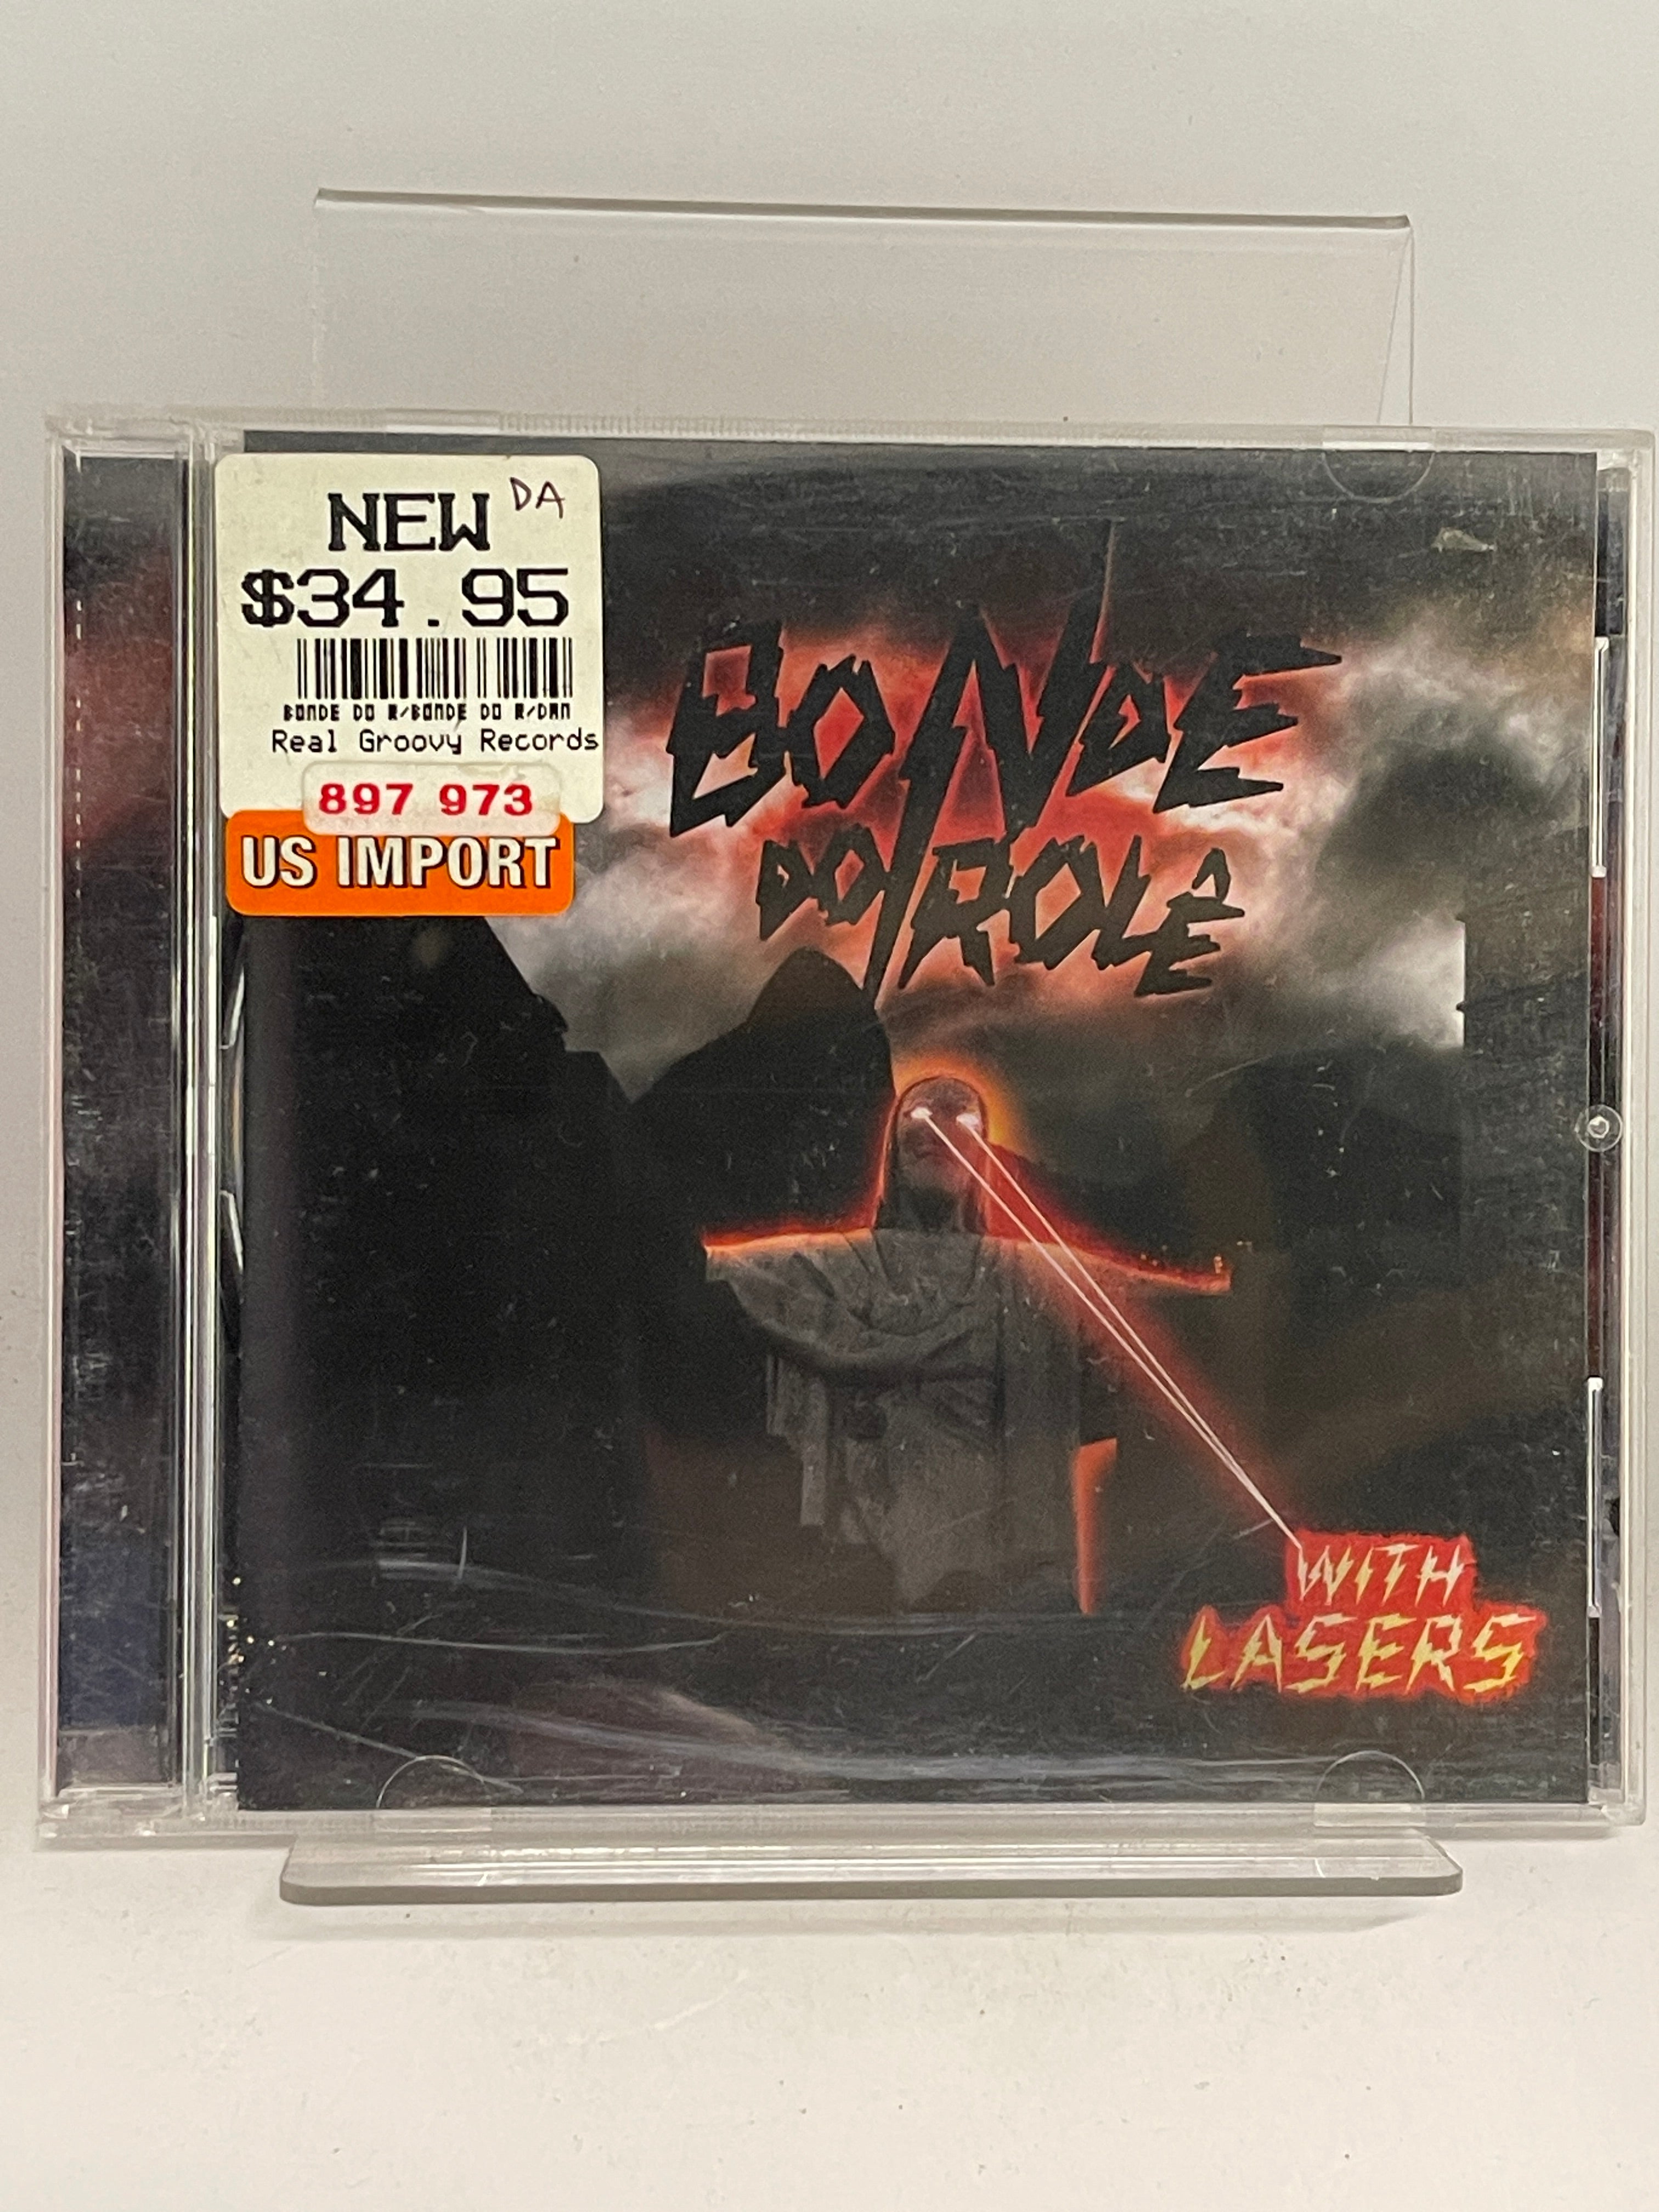 NEW DA
$34.95
BONDE DO R/BONDE DO R/DAN
Real Groovy Records
897 973
US IMPORT
BONDE
DO ROLÊ
WITH
LASERS